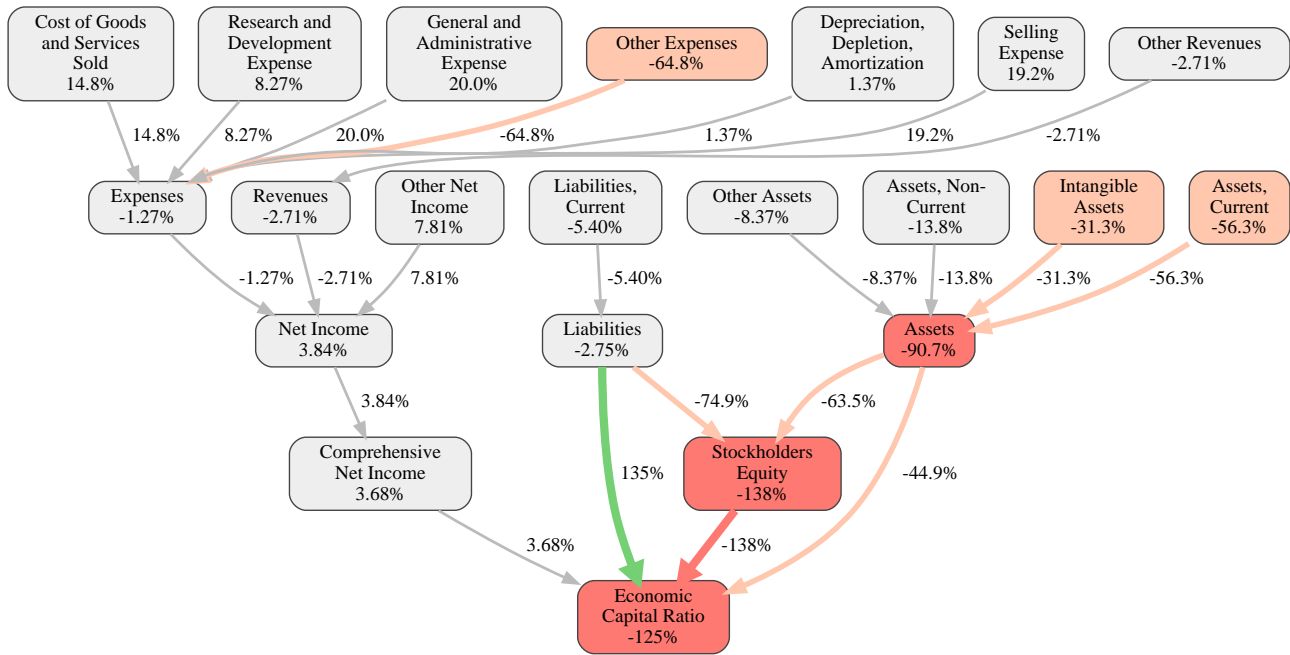 Cost of Goods
and Services
Sold
14.8%
Research and
Development
Expense
8.27%
General and
Administrative
Expense
20.0%
Other Expenses
-64.8%
Depreciation,
Depletion,
Amortization
1.37%
Selling
Expense
19.2%
Other Revenues
-2.71%
14.8%
8.27%
20.0%
-64.8%
1.37%
19.2%
-2.71%
Expenses
-1.27%
Revenues
-2.71%
Other Net
Income
7.81%
Liabilities,
Current
-5.40%
Other Assets
-8.37%
Assets, Non-
Current
-13.8%
Intangible
Assets
-31.3%
Assets,
Current
-56.3%
-1.27%
-2.71%
7.81%
-5.40%
-8.37%
-13.8%
-31.3%
-56.3%
Net Income
3.84%
Liabilities
-2.75%
Assets
-90.7%
3.84%
-74.9%
-63.5%
Comprehensive
Net Income
3.68%
135%
Stockholders
Equity
-138%
-44.9%
3.68%
-138%
Economic
Capital Ratio
-125%